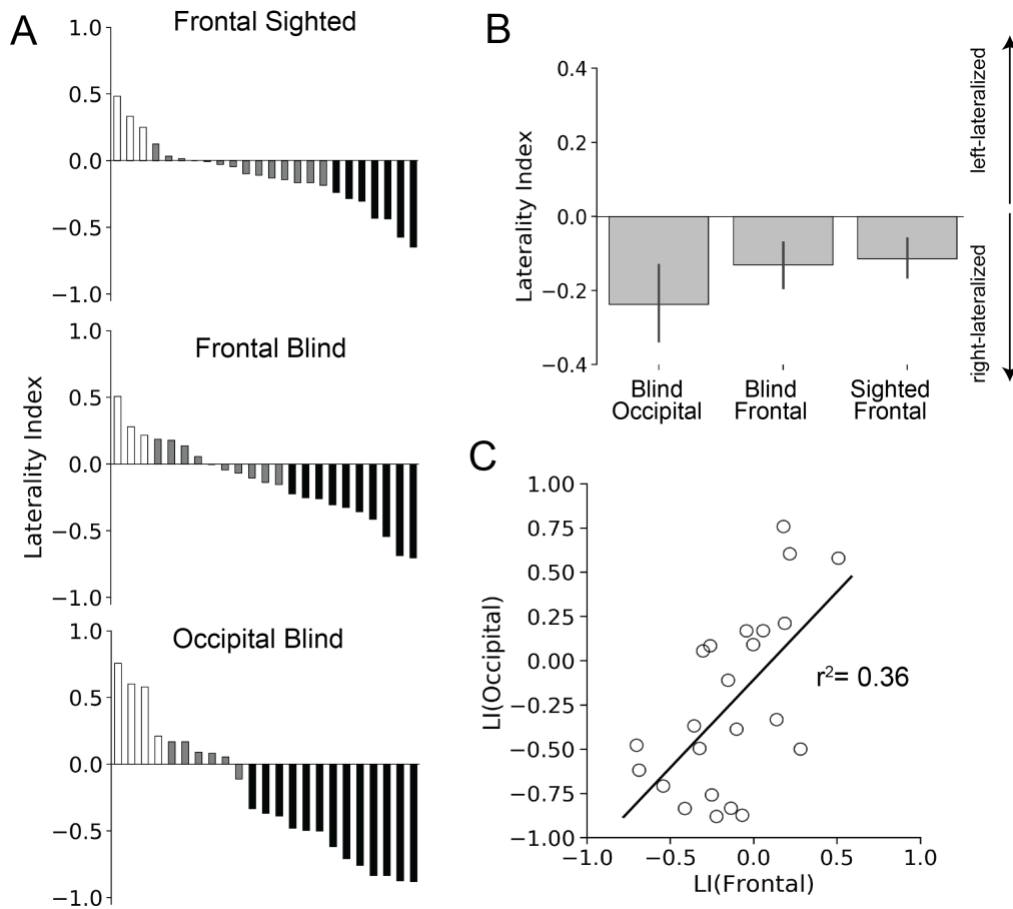 A
Frontal Sighted
1.0
0.5
0.0
−0.5
−1.0
Frontal Blind
1.0
0.5
0.0
−0.5
−1.0
Laterality Index
Occipital Blind
1.0
0.5
0.0
−0.5
−1.0
B
0.4
0.2
0.0
−0.2
−0.4
Laterality Index
Blind
Occipital
Blind
Frontal
Sighted
Frontal
left-lateralized
right-lateralized
C
1.00
0.75
0.50
0.25
0.00
−0.25
−0.50
−0.75
−1.00
LI(Occipital)
r²= 0.36
−1.0
−0.5
0.0
0.5
1.0
LI(Frontal)